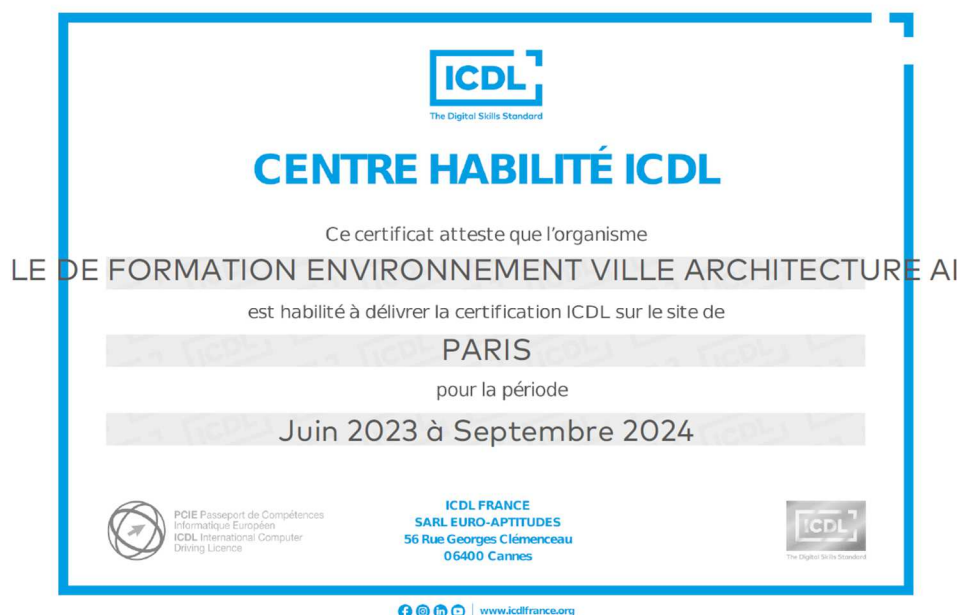 ICDL
The Digital Skills Standard
CENTRE HABILITÉ ICDL
Ce certificat atteste que l'organisme
LE DE FORMATION ENVIRONNEMENT VILLE ARCHITECTURE AI
est habilité à délivrer la certification ICDL sur le site de
PARIS
pour la période
Juin 2023 à Septembre 2024
PCIE Passeport de Compétences
Informatique Européen
ICDL International Computer
Driving Licence
ICDL FRANCE
SARL EURO-APTITUDES
56 Rue Georges Clémenceau
06400 Cannes
ICDL
The Digital Skills Standard
www.icdlfrance.org